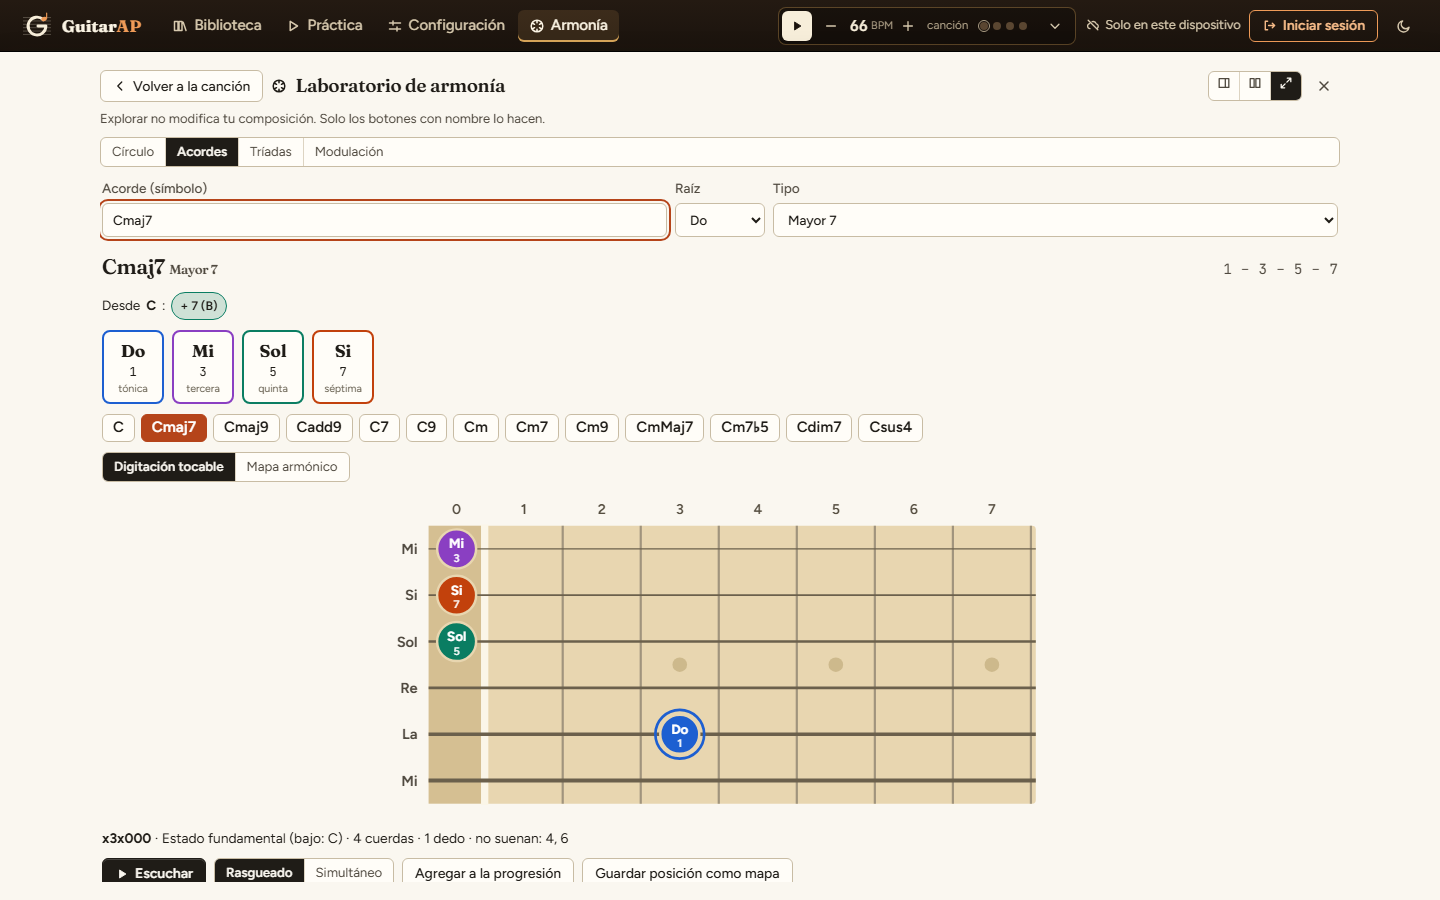 GuitarAP Biblioteca Práctica Configuración Armonía 66 BPM canción Solo en este dispositivo Iniciar sesión
Volver a la canción Laboratorio de armonía
Explorar no modifica tu composición. Solo los botones con nombre lo hacen.
Círculo Acordes Tríadas Modulación
Acorde (símbolo) Raíz Tipo
Cmaj7 Do Mayor 7
Cmaj7 Mayor 7 1 – 3 – 5 – 7
Desde C : + 7 (B)
Do Mi Sol Si
1 3 5 7
tónica tercera quinta séptima
C Cmaj7 Cmaj9 Cadd9 C7 C9 Cm Cm7 Cm9 CmMaj7 Cm7♭5 Cdim7 Csus4
Digitación tocable Mapa armónico
0 1 2 3 4 5 6 7
Mi Mi 3
Si Si 7
Sol Sol 5
Re
La Do 1
Mi
x3x000 · Estado fundamental (bajo: C) · 4 cuerdas · 1 dedo · no suenan: 4, 6
Escuchar Rasgueado Simultáneo Agregar a la progresión Guardar posición como mapa